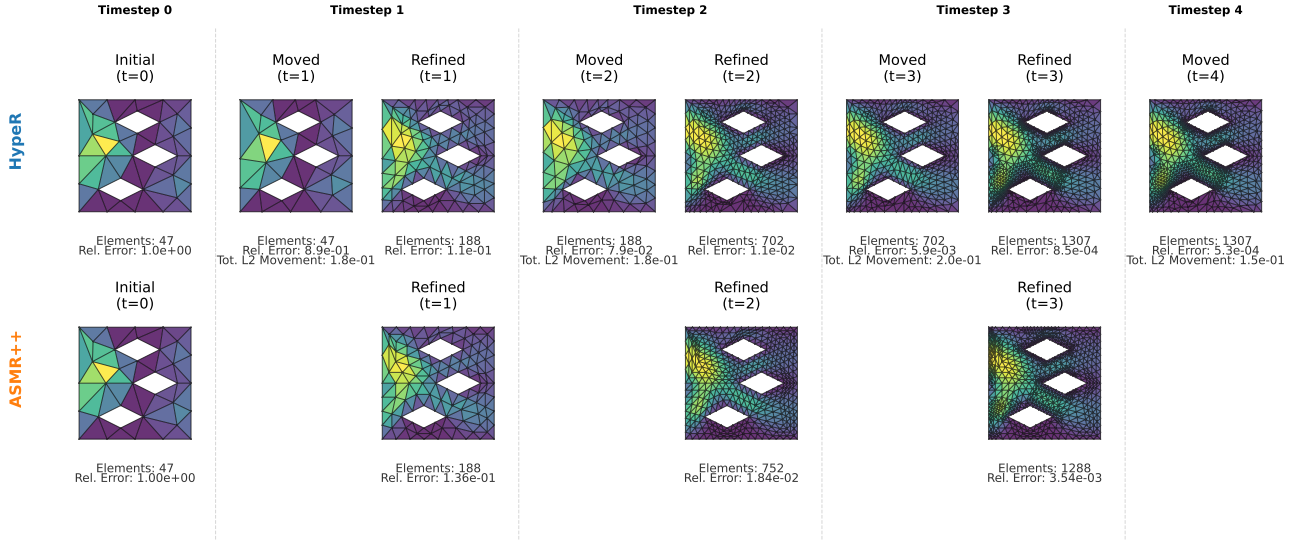 Timestep 0
Timestep 1
Timestep 2
Timestep 3
Timestep 4
HypeR
Initial
(t=0)
Moved
(t=1)
Refined
(t=1)
Moved
(t=2)
Refined
(t=2)
Moved
(t=3)
Refined
(t=3)
Moved
(t=4)
Elements: 47
Rel. Error: 1.0e+00
Elements: 47
Rel. Error: 8.9e-01
Tot. L2 Movement: 1.8e-01
Elements: 188
Rel. Error: 1.1e-01
Elements: 188
Rel. Error: 7.9e-02
Tot. L2 Movement: 1.8e-01
Elements: 702
Rel. Error: 1.1e-02
Elements: 702
Rel. Error: 5.9e-03
Tot. L2 Movement: 2.0e-01
Elements: 1307
Rel. Error: 8.5e-04
Elements: 1307
Rel. Error: 5.3e-04
Tot. L2 Movement: 1.5e-01
ASMR++
Initial
(t=0)
Refined
(t=1)
Refined
(t=2)
Refined
(t=3)
Elements: 47
Rel. Error: 1.00e+00
Elements: 188
Rel. Error: 1.36e-01
Elements: 752
Rel. Error: 1.84e-02
Elements: 1288
Rel. Error: 3.54e-03